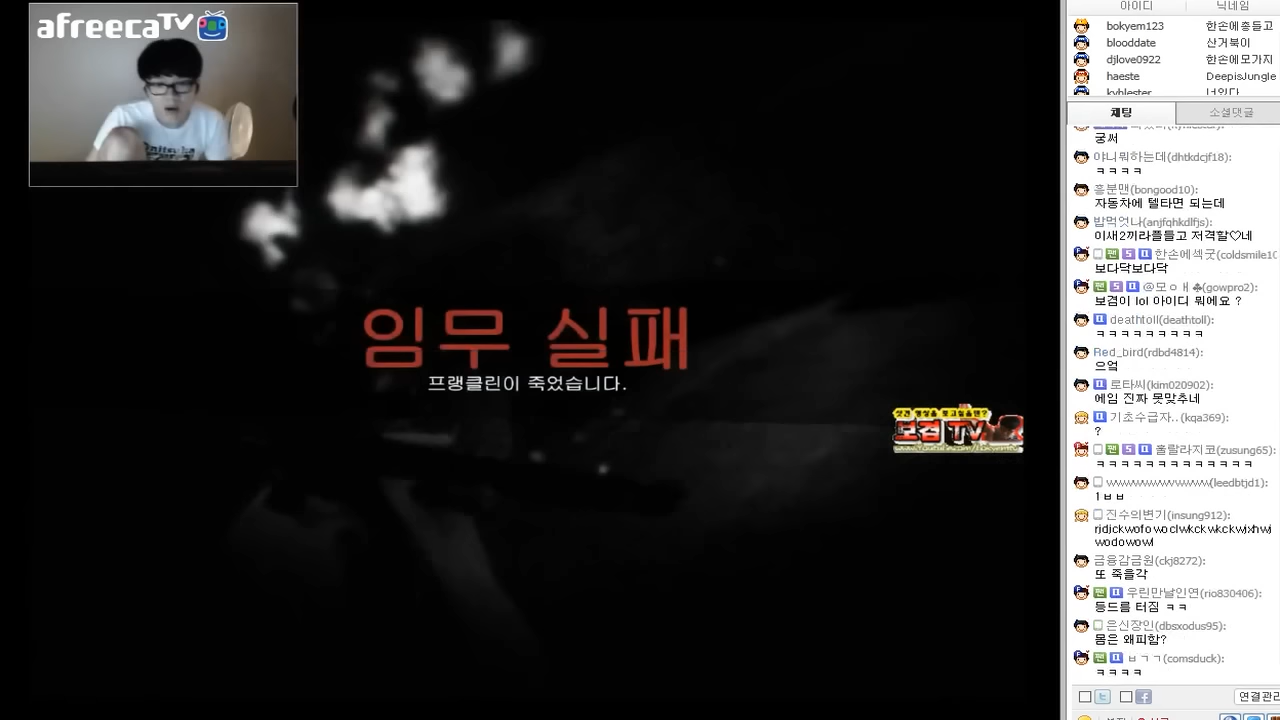 afreecaTV
임무 실패
프랭클린이 죽었습니다.
보겸 TV
아이디 닉네임
bokyem123 한손에총들고
blooddate 산거북이
djlove0922 한손에모가지
haeste DeepisJungle
채팅 소셜댓글
궁써
야니뭐하는데(dhtkdcjf18):
ㅋㅋㅋㅋ
흥분맨(bongood10):
자동차에 텔타면 되는데
밥먹엇나(anjfqhkdlfjs):
이새2끼라플들고 저격할♡네
한손에섹굿(coldsmile10
보다닥보다닥
@모ㅇㅐ♣(gowpro2):
보겸이 lol 아이디 뭐에요 ?
deathtoll(deathtoll):
ㅋㅋㅋㅋㅋㅋㅋㅋㅋ
Red_bird(rdbd4814):
으엌
로타씨(kim020902):
에임 진짜 못맞추네
기초수급자..(kqa369):
?
훌랄라지코(zusung65):
ㅋㅋㅋㅋㅋㅋㅋㅋㅋㅋㅋㅋㅋ
(leedbtjd1):
1ㅂㅂ
진수의변기(insung912):
금융감금원(ckj8272):
또 죽을각
우린만날인연(rio830406):
등드름 터짐 ㅋㅋ
은신장인(dbsxodus95):
몸은 왜피함?
ㅂㄱㄱ(comsduck):
ㅋㅋㅋㅋ
연결관리